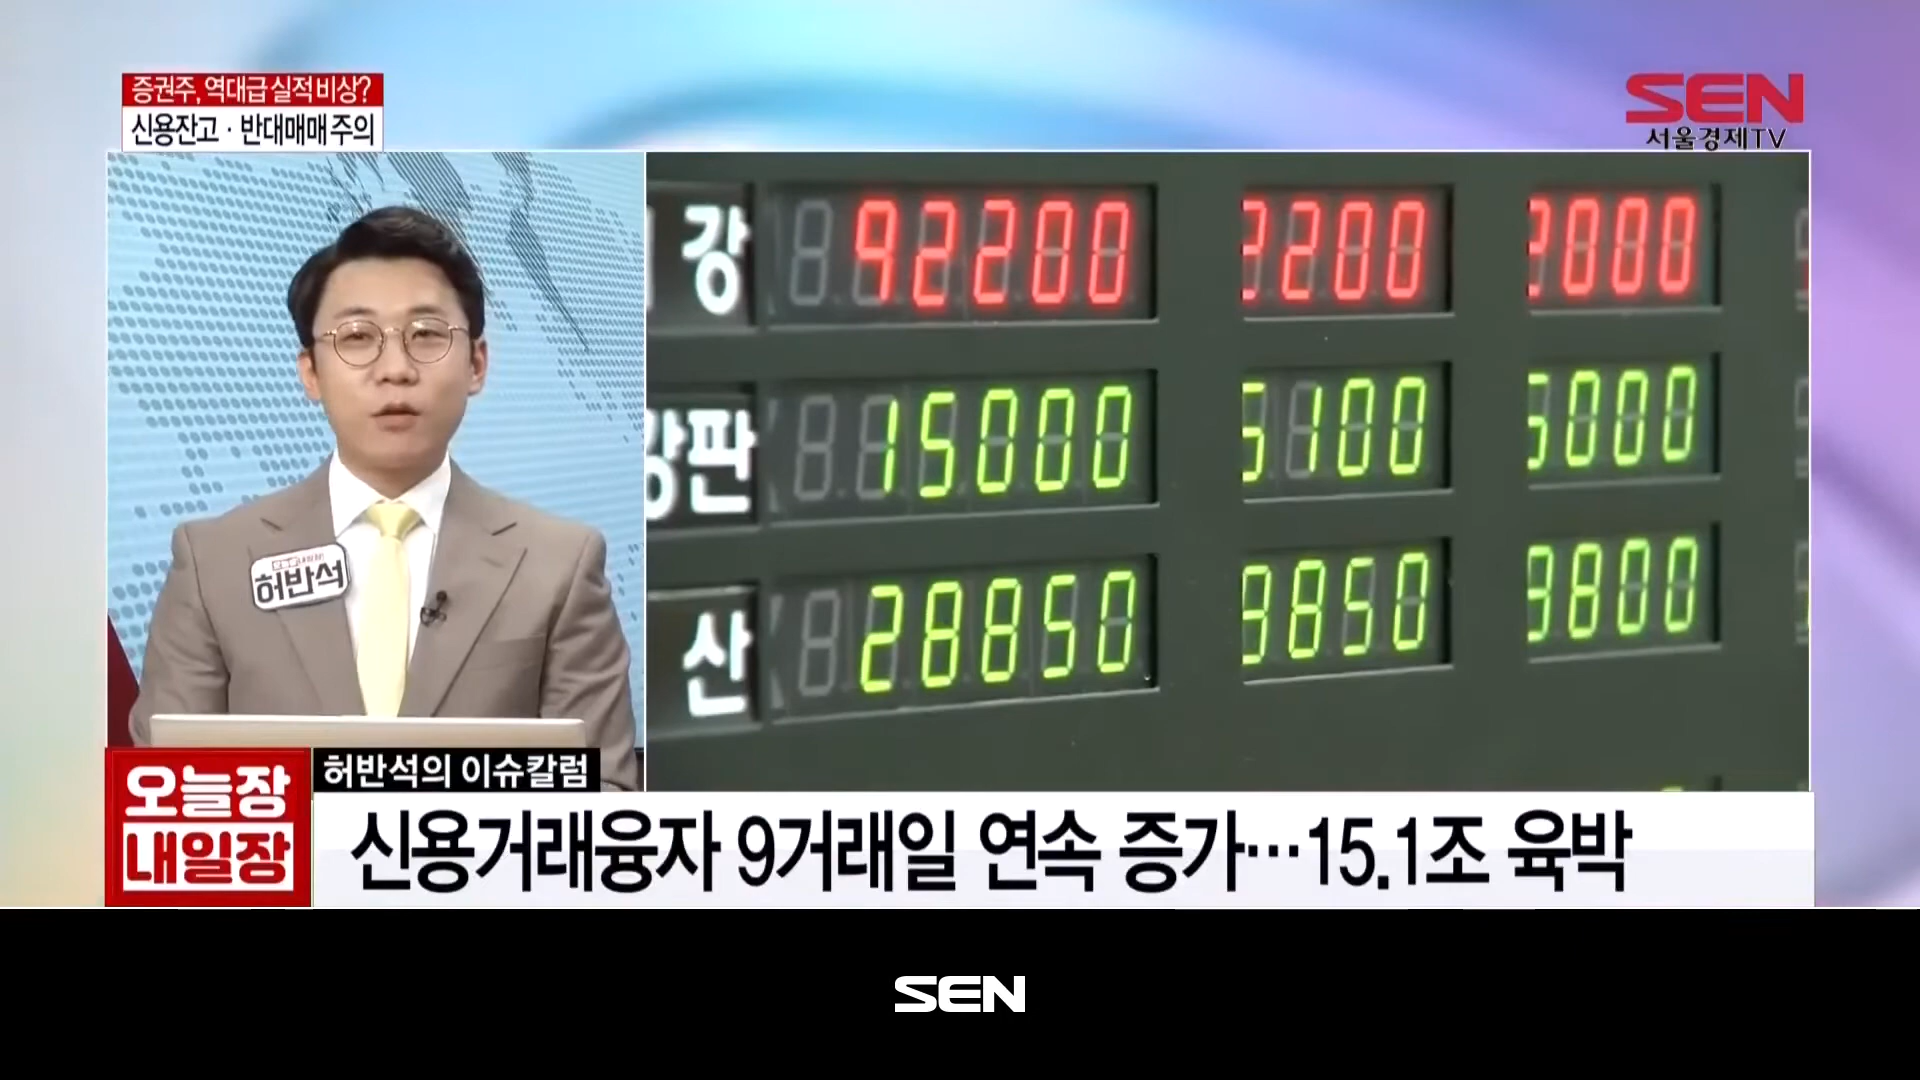 증권주, 역대급 실적 비상?
신용잔고 · 반대매매 주의
SEN
서울경제TV
강 92200 2200 2000
강판 15000 5100 5000
산 28850 9850 9800
허반석
오늘장
내일장
허반석의 이슈칼럼
신용거래융자 9거래일 연속 증가…15.1조 육박
SEN